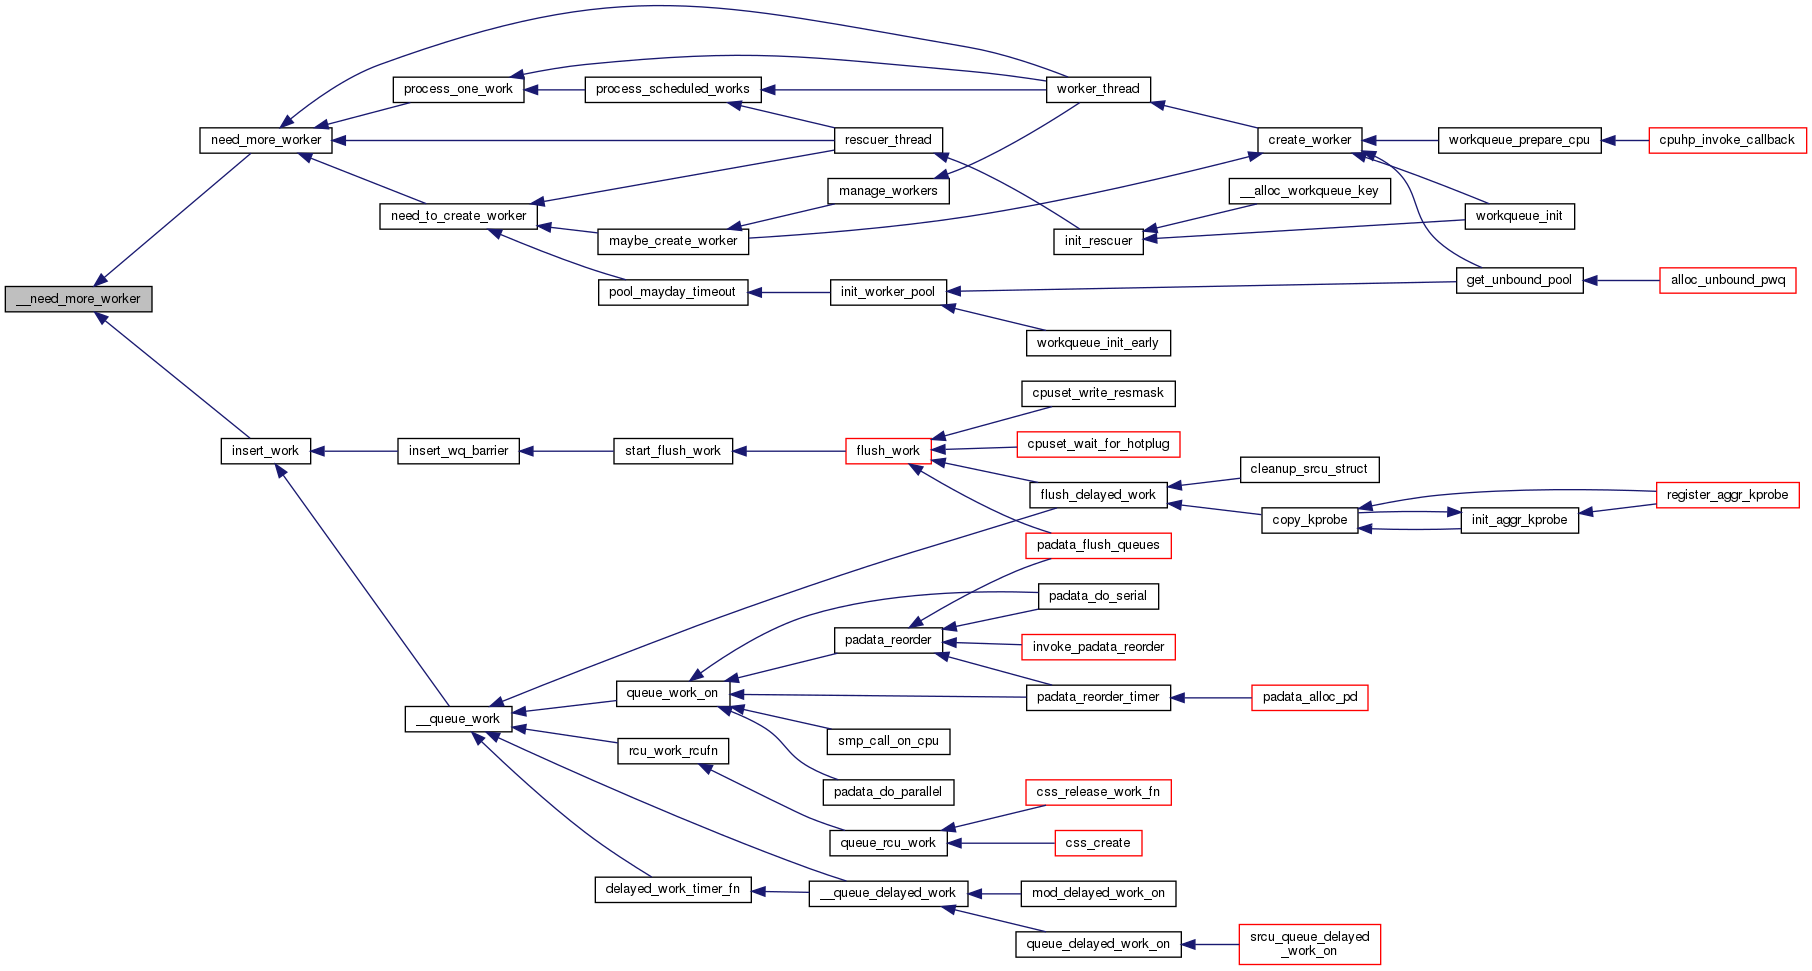 worker_thread
process_one_work
process_scheduled_works
need_more_worker
rescuer_thread
create_worker
workqueue_prepare_cpu
cpuhp_invoke_callback
manage_workers
__alloc_workqueue_key
need_to_create_worker
workqueue_init
maybe_create_worker
init_rescuer
__need_more_worker
pool_mayday_timeout
init_worker_pool
get_unbound_pool
alloc_unbound_pwq
workqueue_init_early
cpuset_write_resmask
insert_work
insert_wq_barrier
start_flush_work
flush_work
cpuset_wait_for_hotplug
cleanup_srcu_struct
flush_delayed_work
register_aggr_kprobe
copy_kprobe
init_aggr_kprobe
padata_flush_queues
padata_do_serial
padata_reorder
invoke_padata_reorder
queue_work_on
padata_reorder_timer
padata_alloc_pd
__queue_work
smp_call_on_cpu
rcu_work_rcufn
padata_do_parallel
css_release_work_fn
queue_rcu_work
css_create
delayed_work_timer_fn
__queue_delayed_work
mod_delayed_work_on
queue_delayed_work_on
srcu_queue_delayed
_work_on